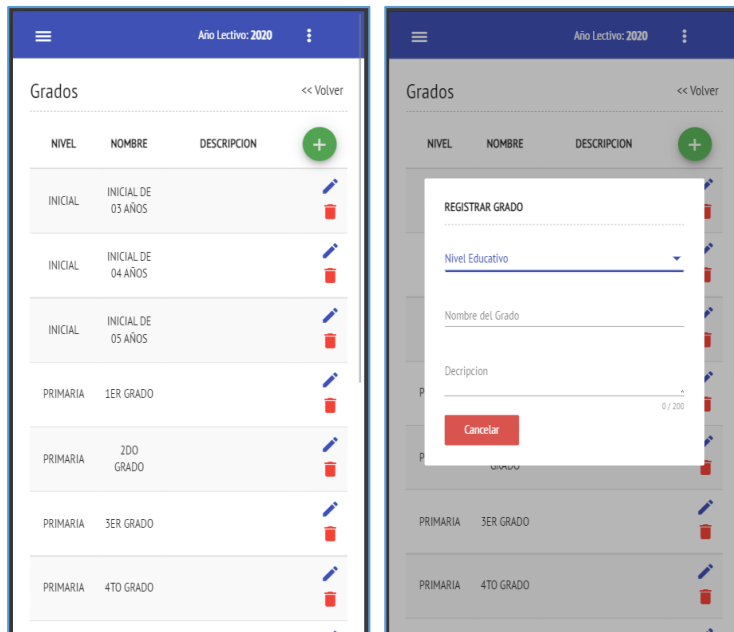 Año Lectivo: 2020
Grados
<< Volver
NIVEL NOMBRE DESCRIPCION
INICIAL INICIAL DE
03 AÑOS
INICIAL INICIAL DE
04 AÑOS
INICIAL INICIAL DE
05 AÑOS
PRIMARIA 1ER GRADO
PRIMARIA 2DO
GRADO
PRIMARIA 3ER GRADO
PRIMARIA 4TO GRADO
Año Lectivo: 2020
Grados
<< Volver
NIVEL NOMBRE DESCRIPCION
REGISTRAR GRADO
Nivel Educativo
Nombre del Grado
Decripcion
0 / 200
Cancelar
GRADO
PRIMARIA 3ER GRADO
PRIMARIA 4TO GRADO